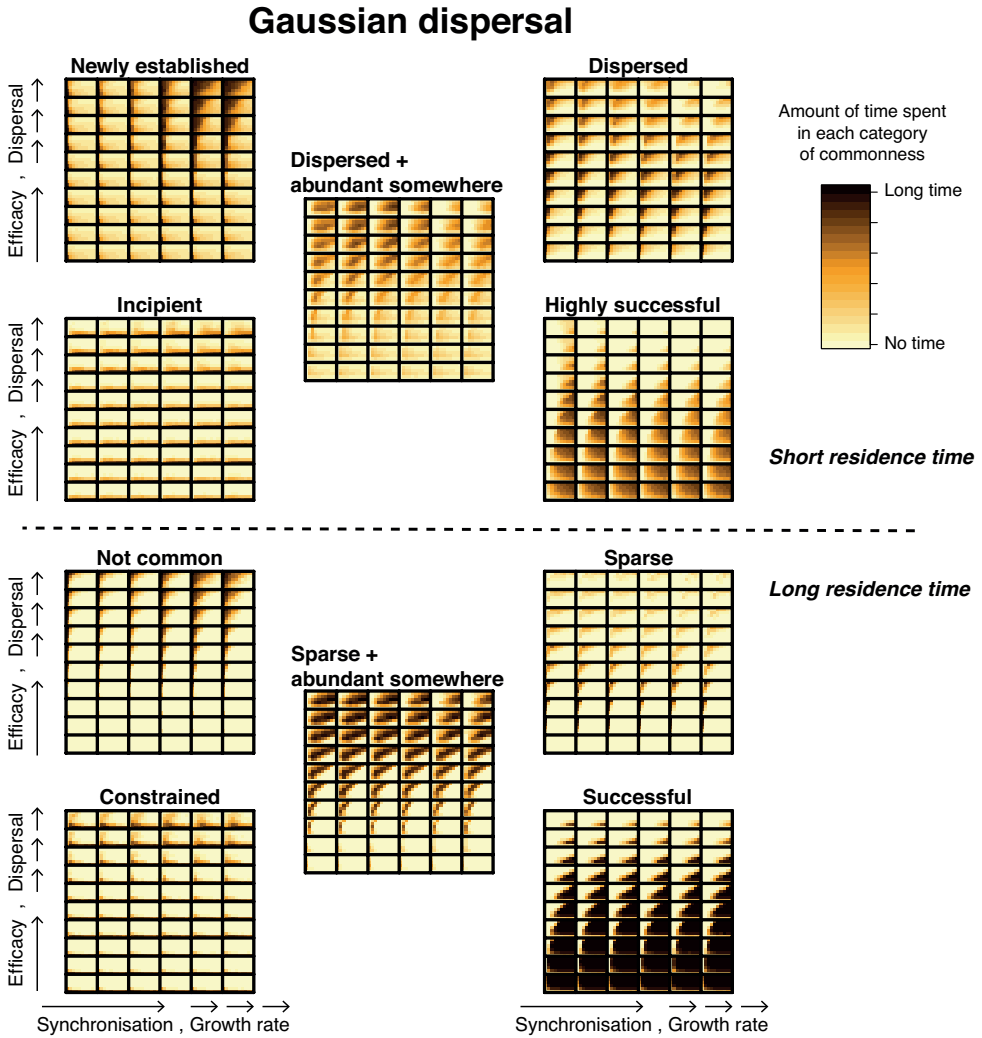 Gaussian dispersal
Newly established
Dispersed
Amount of time spent
in each category
of commonness
Long time
No time
Dispersed +
abundant somewhere
Efficacy , Dispersal
Incipient
Highly successful
Efficacy , Dispersal
Short residence time
Not common
Sparse
Long residence time
Sparse +
abundant somewhere
Efficacy , Dispersal
Constrained
Successful
Efficacy , Dispersal
Synchronisation , Growth rate
Synchronisation , Growth rate